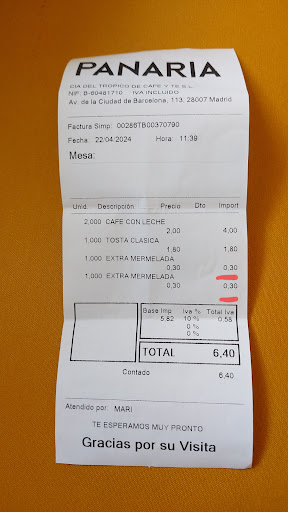 PANARIA
CIA DEL TROPICO DE CAFE Y TE S.L.
NIF: B-60481710 IVA INCLUIDO
Av. de la Ciudad de Barcelona, 113. 28007 Madrid
Factura Simp: 00286TB00370790
Fecha: 22/04/2024 Hora: 11:39
Mesa:
Unid. Descripción Precio Dto Import
2,000 CAFE CON LECHE
2,00 4,00
1,000 TOSTA CLASICA
1,80 1,80
1,000 EXTRA MERMELADA
0,30 0,30
1,000 EXTRA MERMELADA
0,30 0,30
Base Imp Iva % Total Iva
5,82 10 % 0,58
0 %
0 %
TOTAL 6,40
Contado 6,40
Atendido por: MARI
TE ESPERAMOS MUY PRONTO
Gracias por su Visita